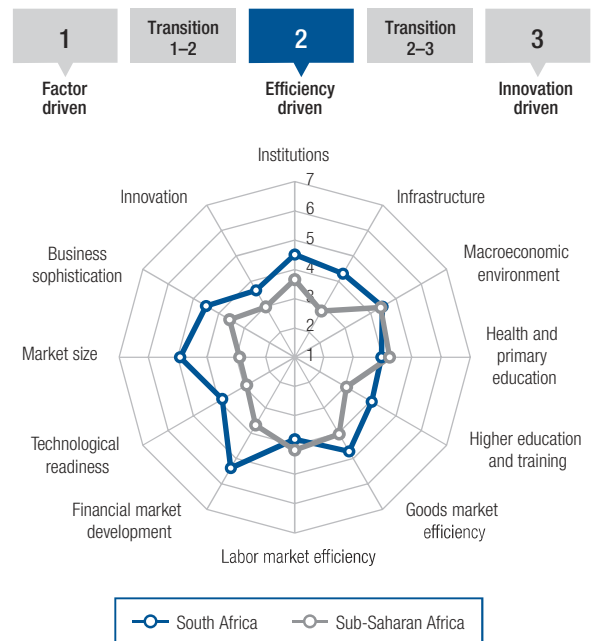 1
Transition
1–2
2
Transition
2–3
3
Factor
driven
Efficiency
driven
Innovation
driven
Institutions
7
Innovation
Infrastructure
6
5
Business
sophistication
Macroeconomic
environment
4
3
2
Market size
1
Health and
primary
education
Technological
readiness
Higher education
and training
Financial market
development
Goods market
efficiency
Labor market efficiency
South Africa
Sub-Saharan Africa